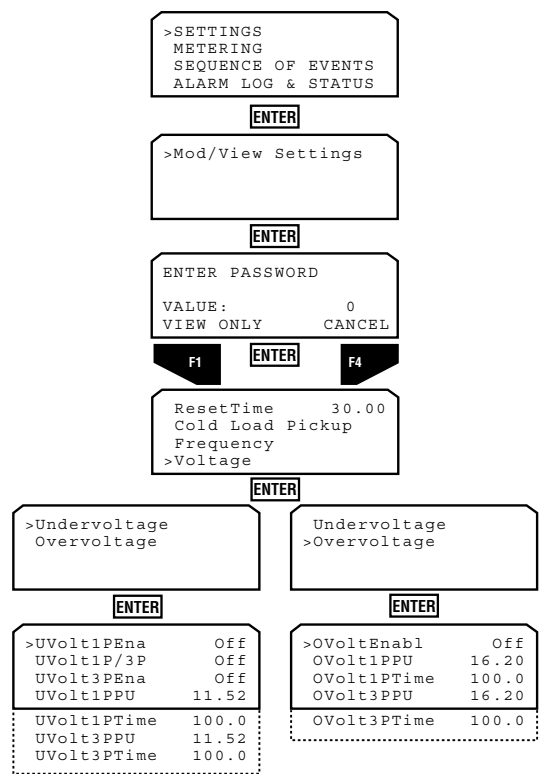 >SETTINGS
METERING
SEQUENCE OF EVENTS
ALARM LOG & STATUS
ENTER
>Mod/View Settings
ENTER
ENTER PASSWORD
VALUE: 0
VIEW ONLY CANCEL
F1 ENTER F4
ResetTime 30.00
Cold Load Pickup
Frequency
>Voltage
ENTER
>Undervoltage
Overvoltage
ENTER
>UVolt1PEna Off
UVolt1P/3P Off
UVolt3PEna Off
UVolt1PPU 11.52
UVolt1PTime 100.0
UVolt3PPU 11.52
UVolt3PTime 100.0
Undervoltage
>Overvoltage
ENTER
>OVoltEnabl Off
OVolt1PPU 16.20
OVolt1PTime 100.0
OVolt3PPU 16.20
OVolt3PTime 100.0